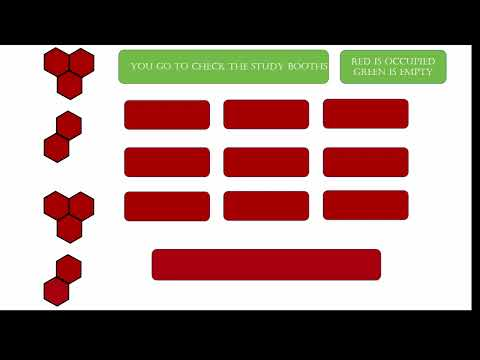 YOU GO TO CHECK THE STUDY BOOTHS
RED IS OCCUPIED
GREEN IS EMPTY